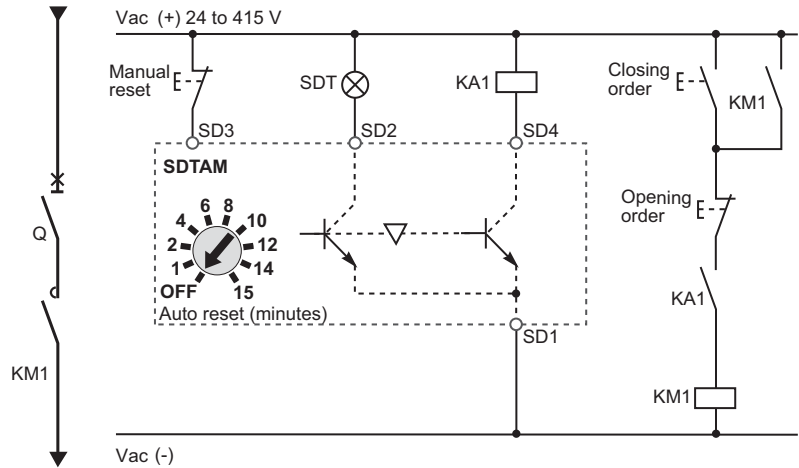 Vac (+) 24 to 415 V
Manual
reset
SDT
KA1
Closing
order
KM1
SD3
SD2
SD4
SDTAM
6 8
4 10
2 12
1 14
OFF 15
Auto reset (minutes)
SD1
Q
Opening
order
KA1
KM1
KM1
Vac (-)